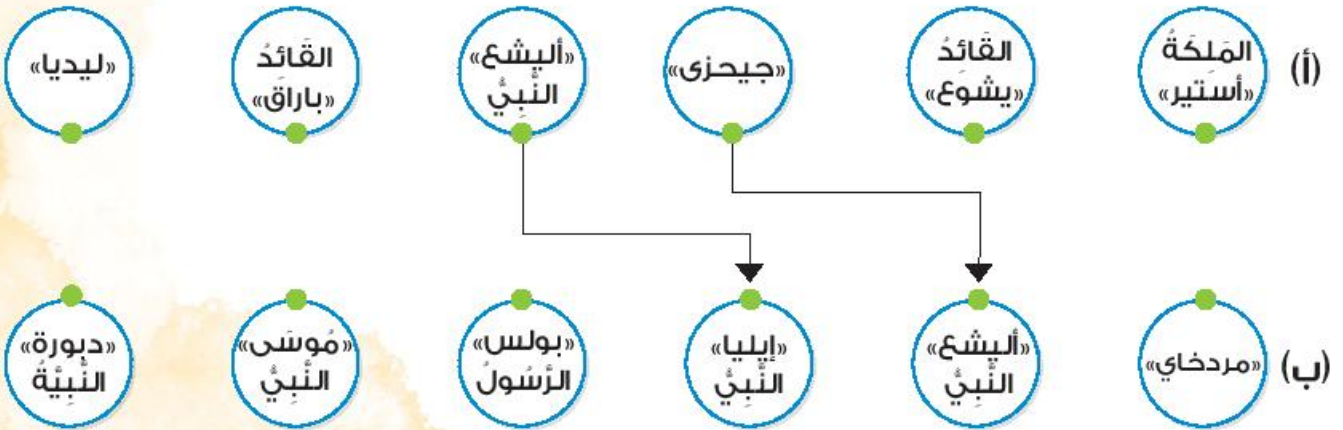 (أ)
المَلِكَةُ
«أستير»
القَائِدُ
«يشوع»
«جيحزى»
«أليشع»
النَّبِيُّ
القَائِدُ
«باراق»
«ليديا»
(ب)
«مردخاي»
«أليشع»
النَّبِيُّ
«إيليا»
النَّبِيُّ
«بولس»
الرَّسُولُ
«مُوسَى»
النَّبِيُّ
«دبورة»
النَّبِيَّةُ